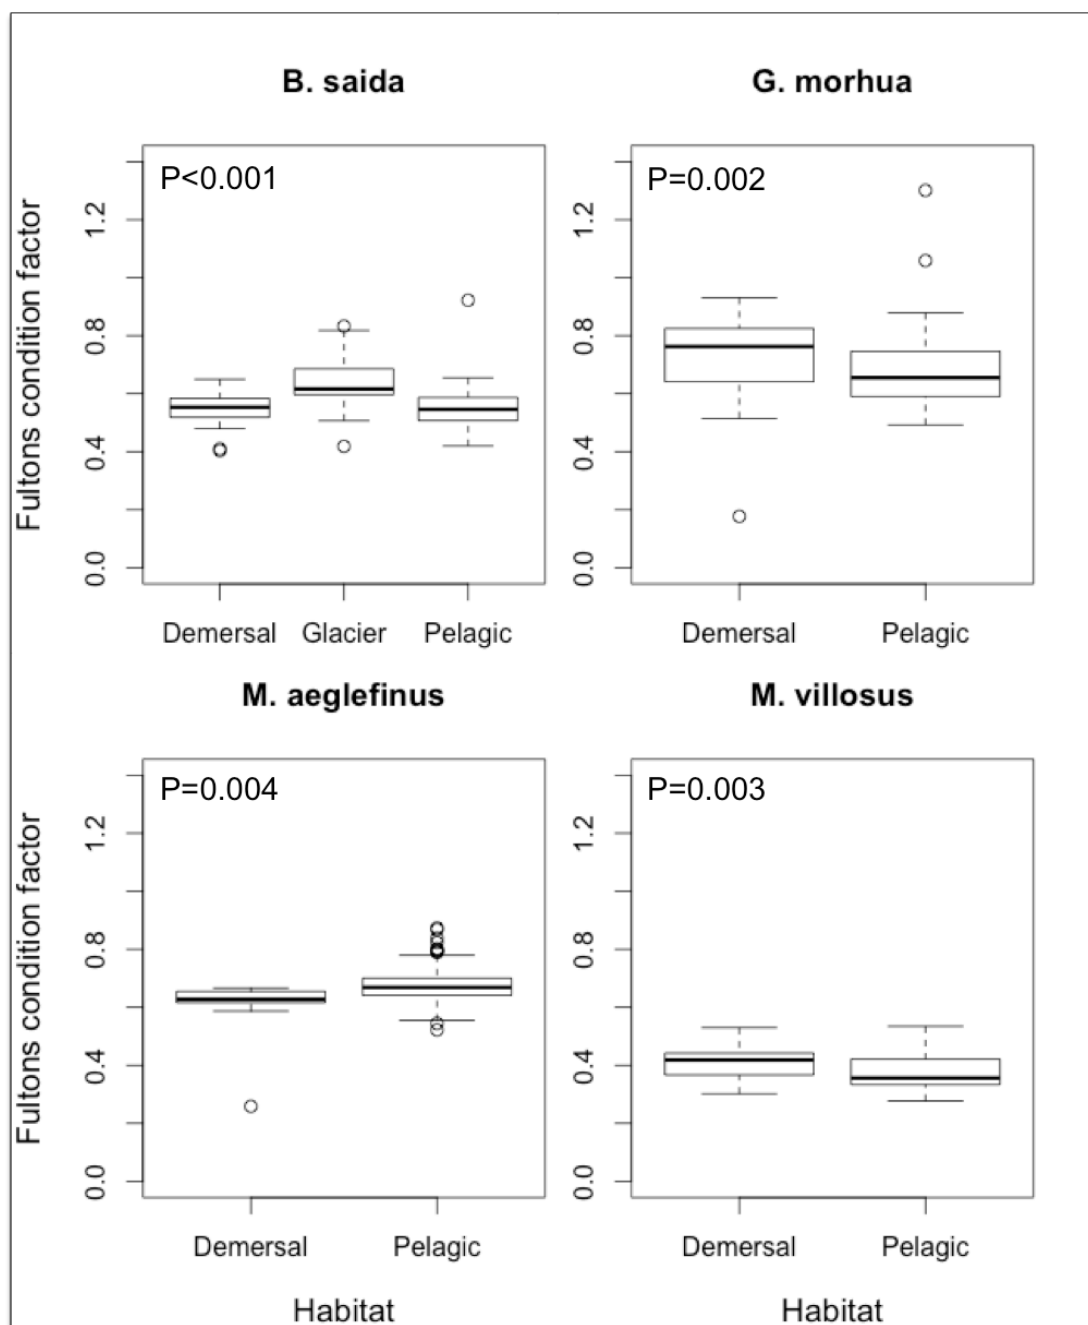 B. saida
P<0.001
Fultons condition factor
1.2
0.8
0.4
0.0
Demersal Glacier Pelagic
G. morhua
P=0.002
1.2
0.8
0.4
0.0
Demersal Pelagic
M. aeglefinus
P=0.004
Fultons condition factor
1.2
0.8
0.4
0.0
Demersal Pelagic
Habitat
M. villosus
P=0.003
1.2
0.8
0.4
0.0
Demersal Pelagic
Habitat